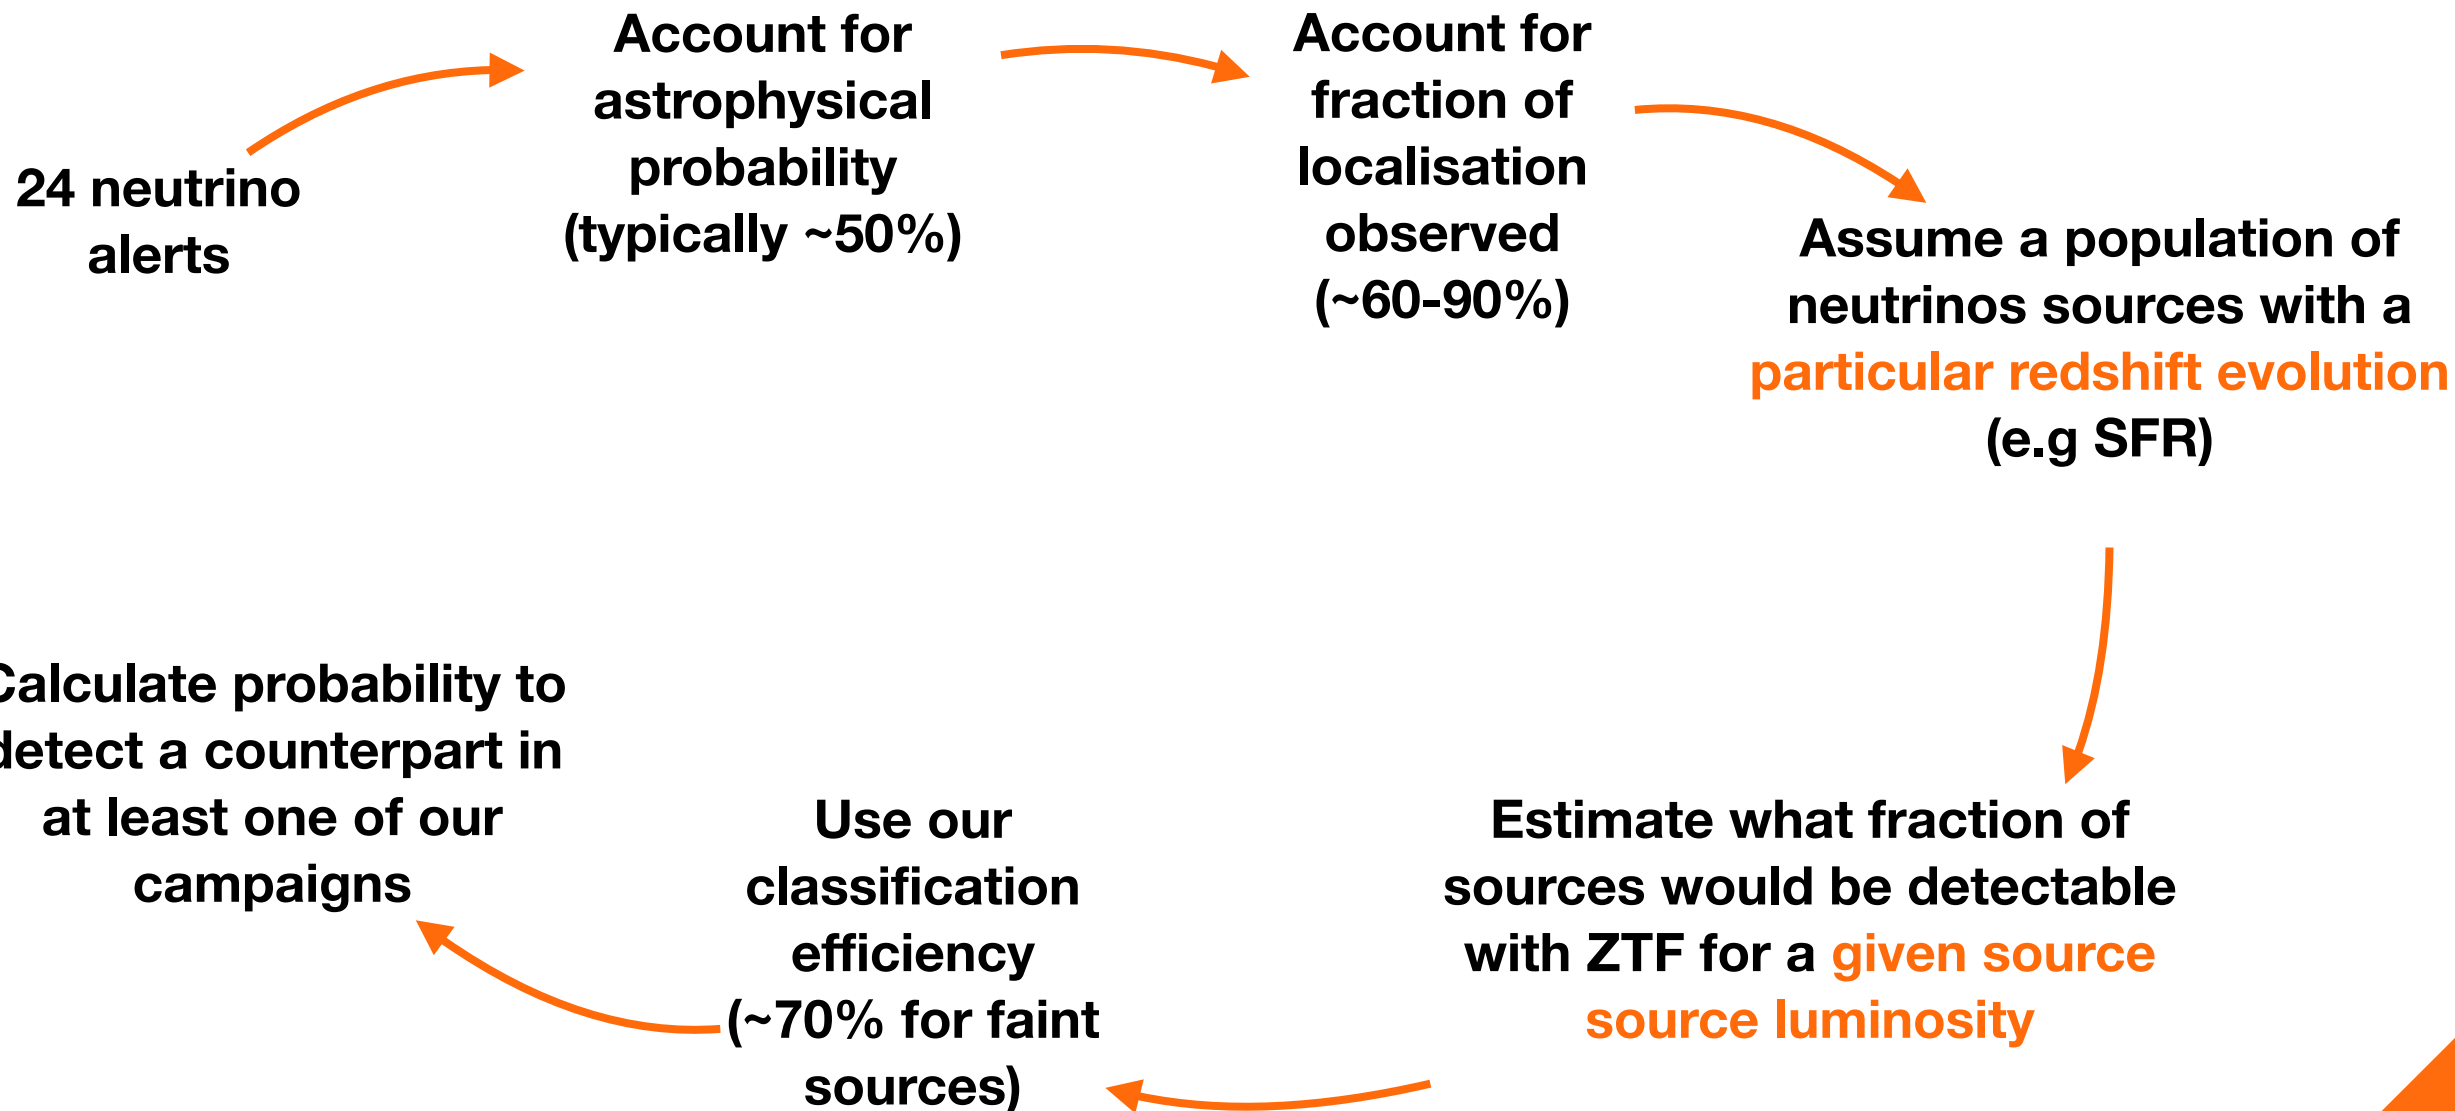 24 neutrino
alerts
Account for
astrophysical
probability
(typically ~50%)
Account for
fraction of
localisation
observed
(~60-90%)
Assume a population of
neutrinos sources with a
particular redshift evolution
(e.g SFR)
Estimate what fraction of
sources would be detectable
with ZTF for a given source
source luminosity
Use our
classification
efficiency
(~70% for faint
sources)
Calculate probability to
detect a counterpart in
at least one of our
campaigns